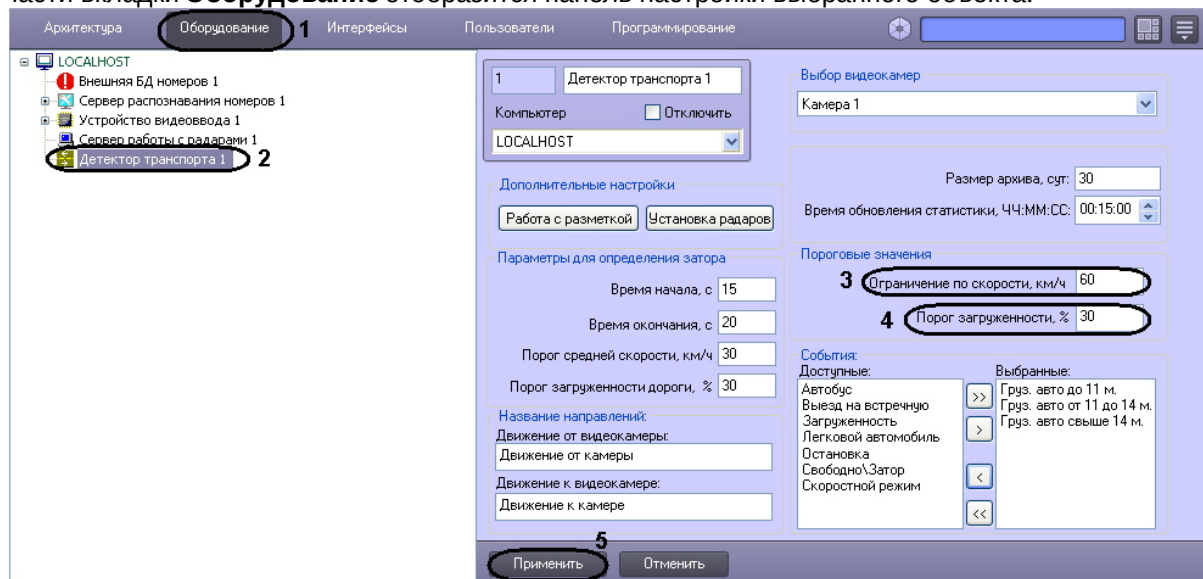 части вкладки Оборудование отобразится панель настройки выбранного объекта.
Архитектура Оборудование 1 Интерфейсы Пользователи Программирование
LOCALHOST
Внешняя БД номеров 1
Сервер распознавания номеров 1
Устройство видеоввода 1
Сервер работы с радарами 1
Детектор транспорта 1 2
1 Детектор транспорта 1
Компьютер Отключить
LOCALHOST
Дополнительные настройки
Работа с разметкой Установка радаров
Параметры для определения затора
Время начала, с 15
Время окончания, с 20
Порог средней скорости, км/ч 30
Порог загруженности дороги, % 30
Название направлений:
Движение от видеокамеры:
Движение от камеры
Движение к видеокамере:
Движение к камере
Выбор видеокамер
Камера 1
Размер архива, сут: 30
Время обновления статистики, ЧЧ:ММ:СС: 00:15:00
Пороговые значения
3 Ограничение по скорости, км/ч 60
4 Порог загруженности, % 30
События:
Доступные: Выбранные:
Автобус
Выезд на встречную
Загруженность
Легковой автомобиль
Остановка
Свободно\Затор
Скоростной режим
>>
>
<
<<
Груз. авто до 11 м.
Груз. авто от 11 до 14 м.
Груз. авто свыше 14 м.
5
Применить Отменить